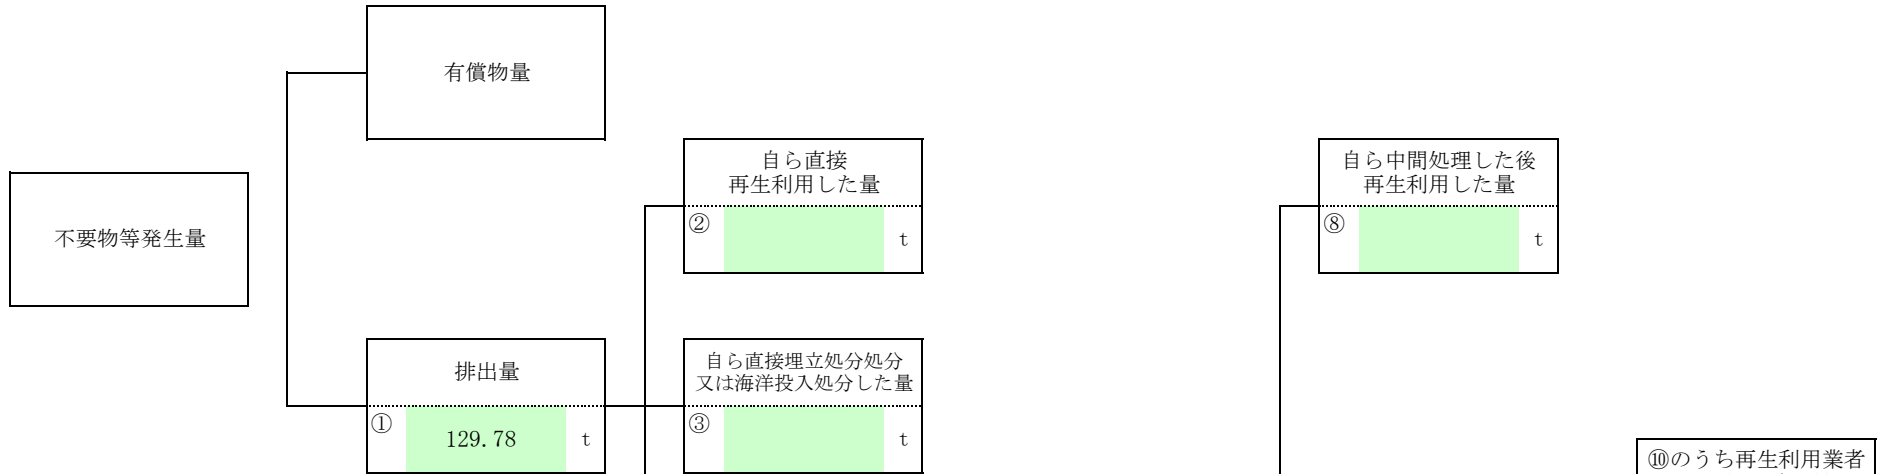 有償物量
自ら直接
再生利用した量
②
t
自ら中間処理した後
再生利用した量
⑧
t
不要物等発生量
排出量
①
129.78
t
自ら直接埋立処分処分
又は海洋投入処分した量
③
t
⑩のうち再生利用業者